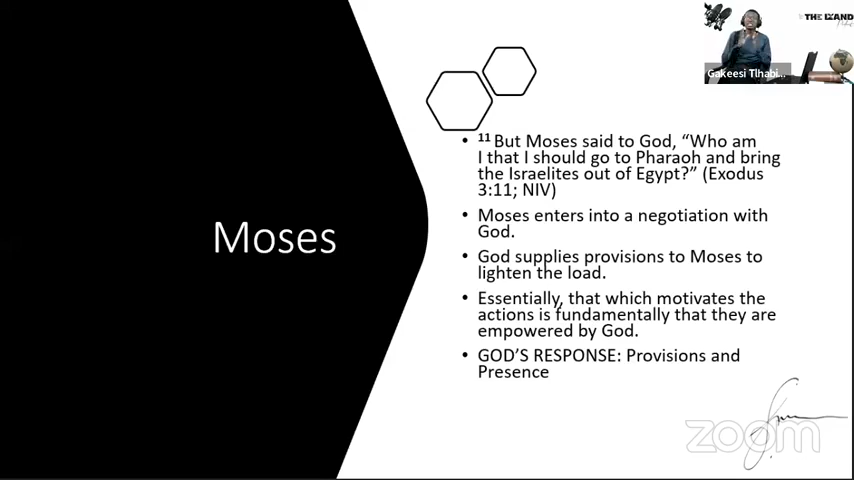 THE
Gakeesi Tlhabi...
Moses
11 But Moses said to God, “Who am
I that I should go to Pharaoh and bring
the Israelites out of Egypt?” (Exodus
3:11; NIV)
Moses enters into a negotiation with
God.
God supplies provisions to Moses to
lighten the load.
Essentially, that which motivates the
actions is fundamentally that they are
empowered by God.
GOD’S RESPONSE: Provisions and
Presence
zoom